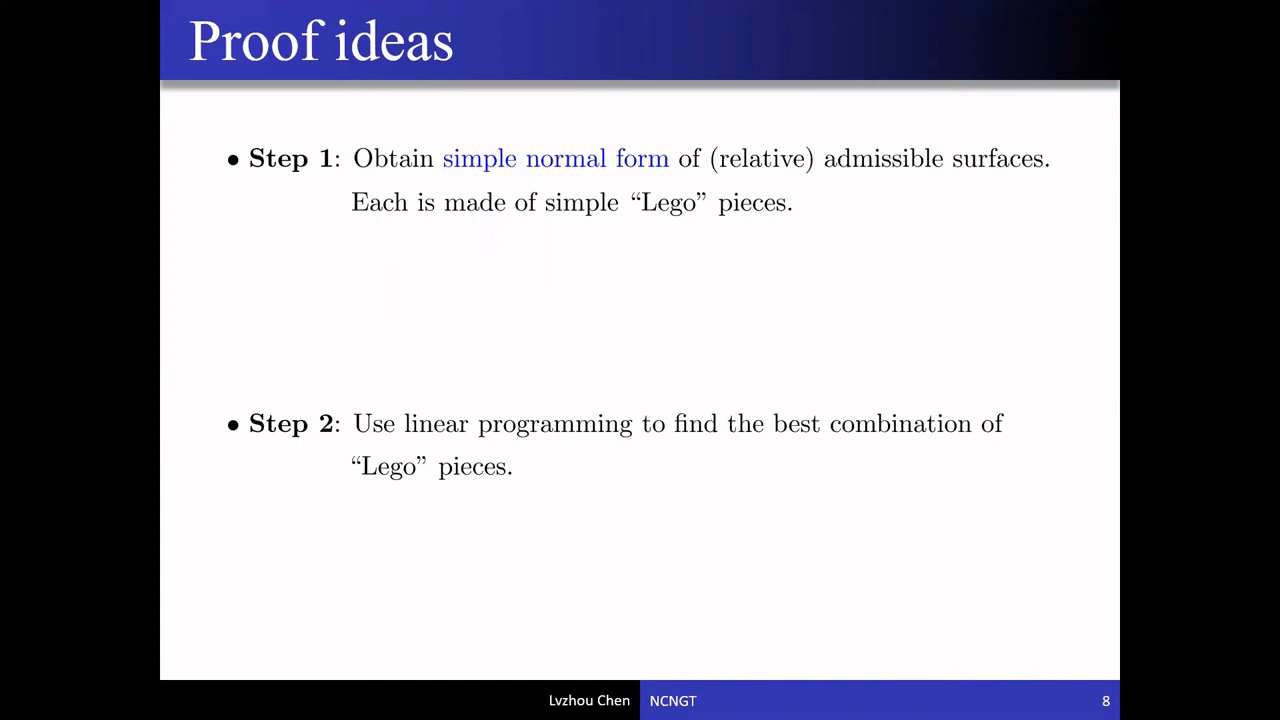 Proof ideas
• Step 1: Obtain simple normal form of (relative) admissible surfaces.
Each is made of simple “Lego” pieces.
• Step 2: Use linear programming to find the best combination of
“Lego” pieces.
Lvzhou Chen NCNGT 8